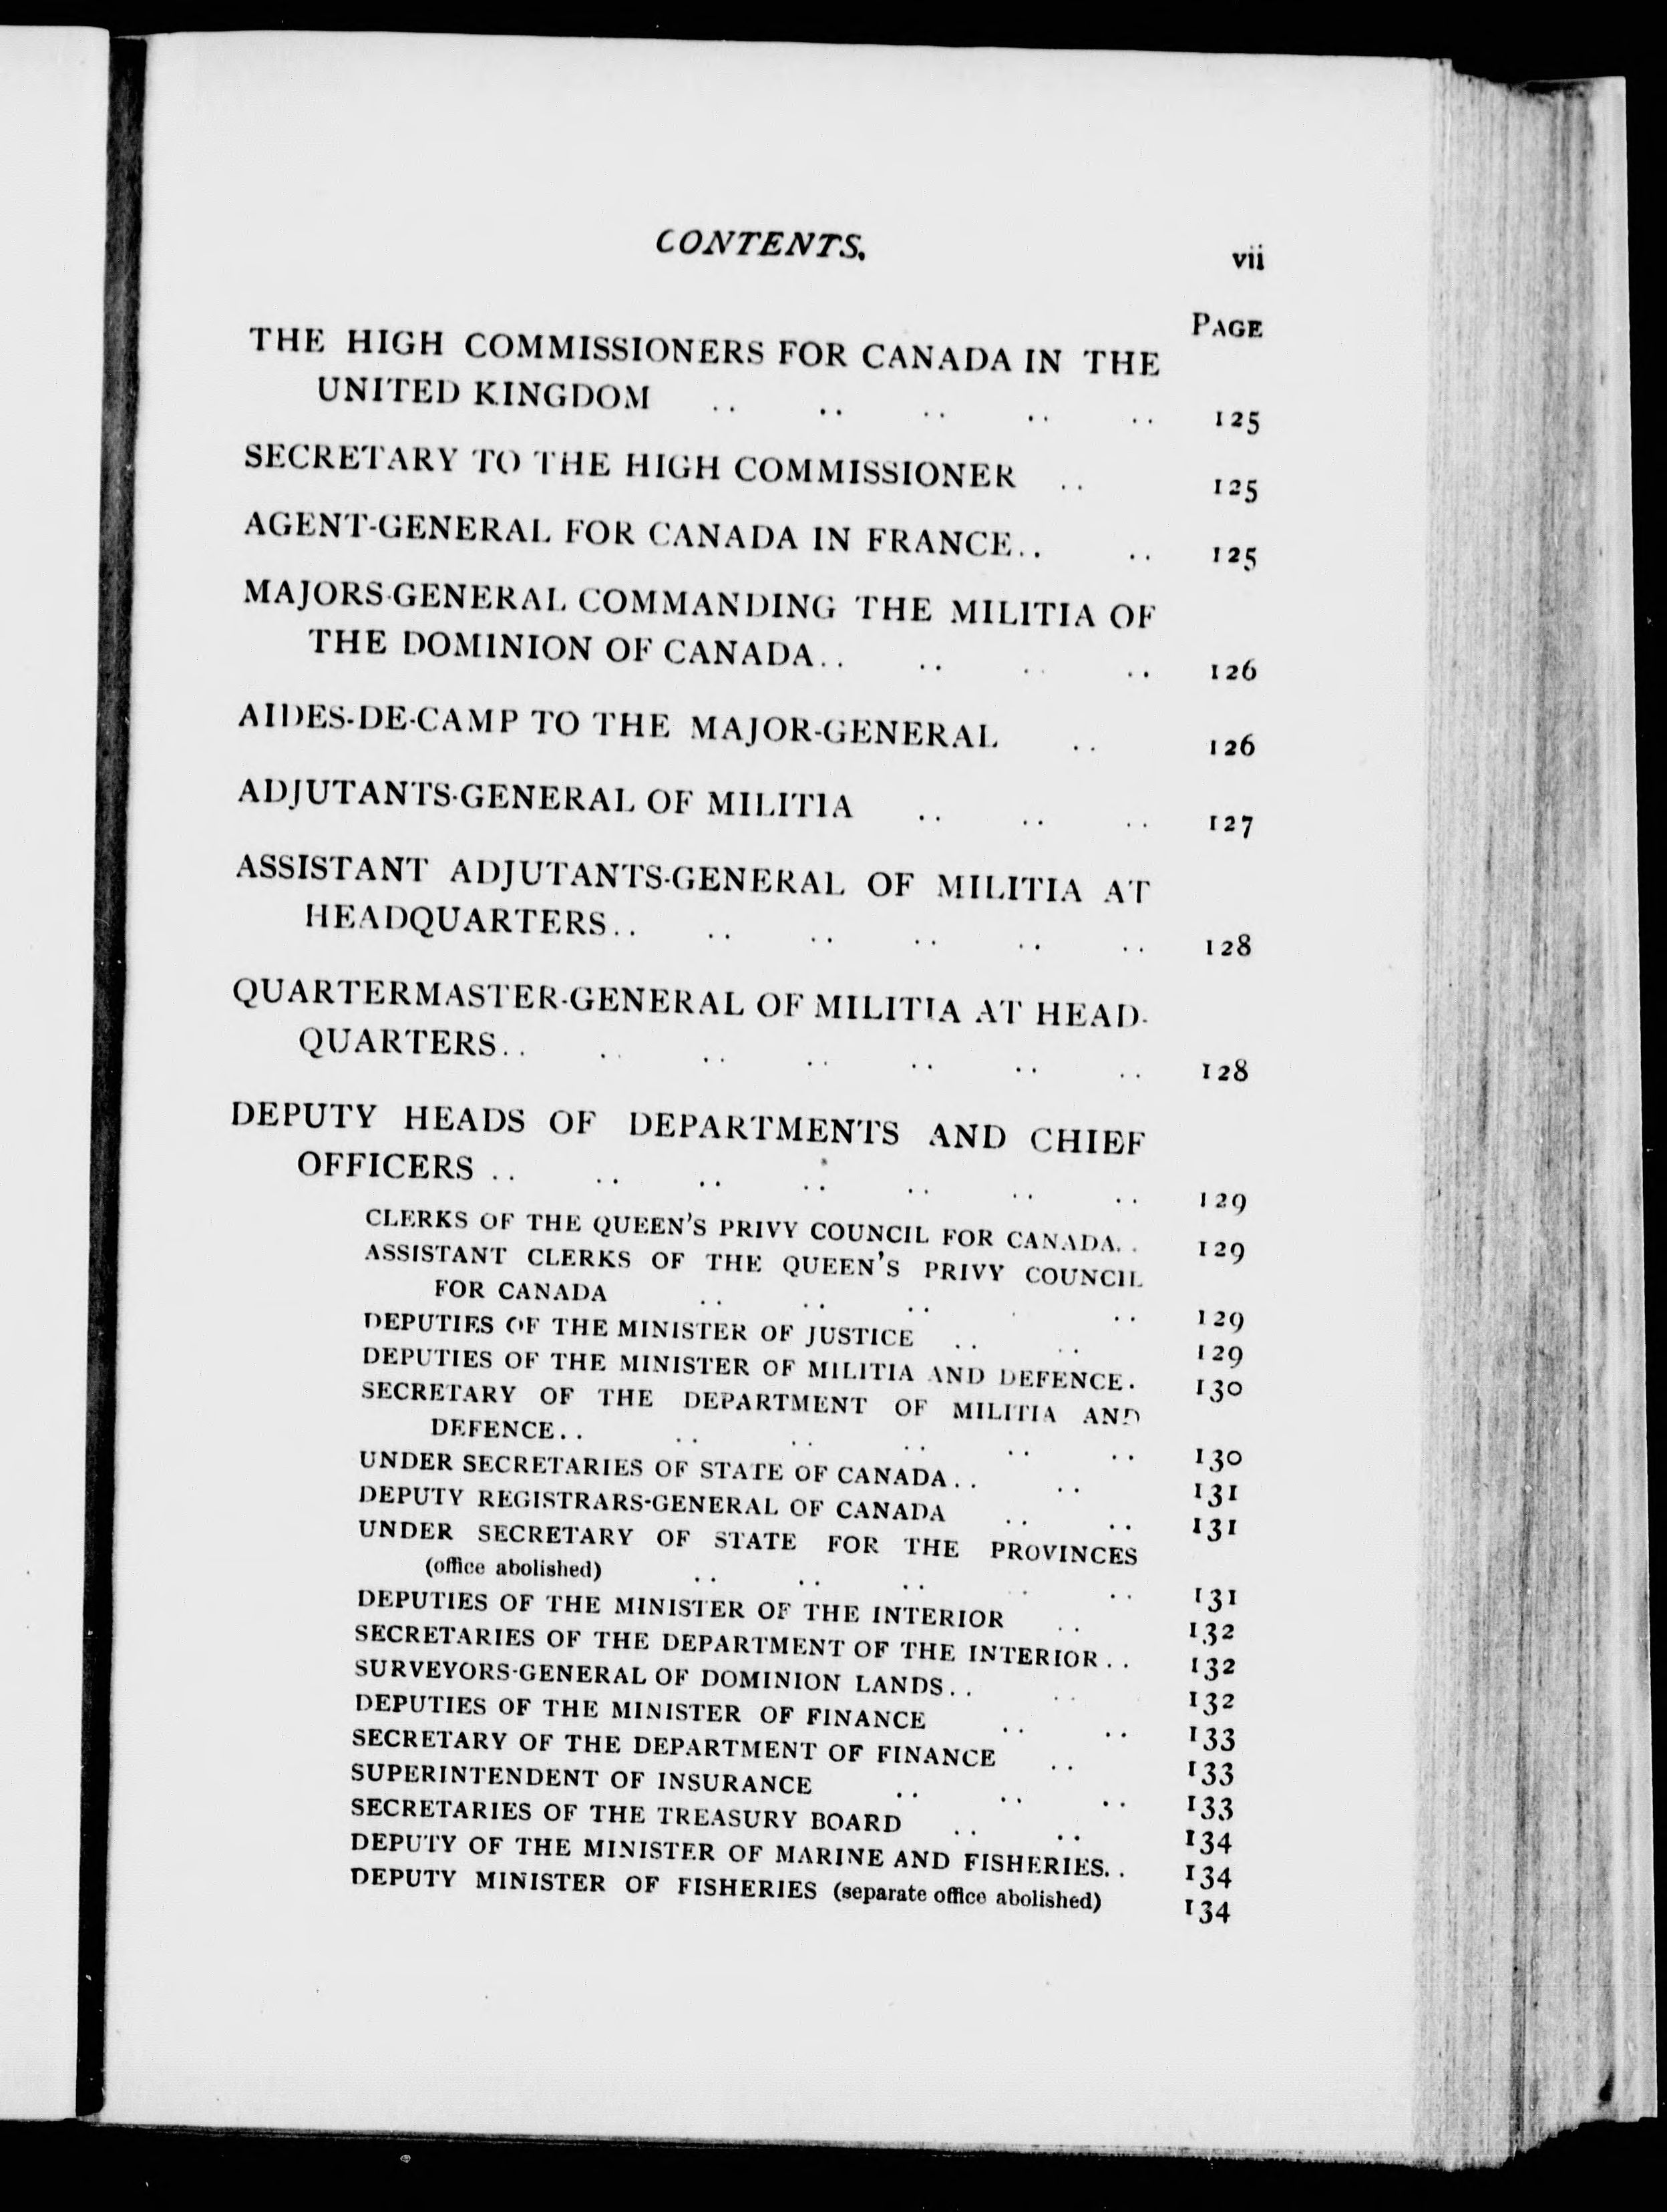 CONTENTS. vii
PAGE
THE HIGH COMMISSIONERS FOR CANADA IN THE
UNITED KINGDOM .. .. .. .. .. 125
SECRETARY TO THE HIGH COMMISSIONER .. 125
AGENT-GENERAL FOR CANADA IN FRANCE.. .. 125
MAJORS-GENERAL COMMANDING THE MILITIA OF
THE DOMINION OF CANADA.. .. .. .. 126
AIDES-DE-CAMP TO THE MAJOR-GENERAL .. 126
ADJUTANTS-GENERAL OF MILITIA .. .. .. 127
ASSISTANT ADJUTANTS-GENERAL OF MILITIA AT
HEADQUARTERS.. .. .. .. .. .. 128
QUARTERMASTER-GENERAL OF MILITIA AT HEAD-
QUARTERS.. .. .. .. .. .. .. 128
DEPUTY HEADS OF DEPARTMENTS AND CHIEF
OFFICERS .. .. .. .. .. .. .. 129
CLERKS OF THE QUEEN'S PRIVY COUNCIL FOR CANADA.. 129
ASSISTANT CLERKS OF THE QUEEN'S PRIVY COUNCIL
FOR CANADA .. .. .. .. .. 129
DEPUTIES OF THE MINISTER OF JUSTICE .. .. 129
DEPUTIES OF THE MINISTER OF MILITIA AND DEFENCE. 130
SECRETARY OF THE DEPARTMENT OF MILITIA AND
DEFENCE.. .. .. .. .. .. 130
UNDER SECRETARIES OF STATE OF CANADA.. .. 131
DEPUTY REGISTRARS-GENERAL OF CANADA .. .. 131
UNDER SECRETARY OF STATE FOR THE PROVINCES
(office abolished) .. .. .. .. .. 131
DEPUTIES OF THE MINISTER OF THE INTERIOR .. 132
SECRETARIES OF THE DEPARTMENT OF THE INTERIOR.. 132
SURVEYORS-GENERAL OF DOMINION LANDS.. .. 132
DEPUTIES OF THE MINISTER OF FINANCE .. .. 133
SECRETARY OF THE DEPARTMENT OF FINANCE .. 133
SUPERINTENDENT OF INSURANCE .. .. .. 133
SECRETARIES OF THE TREASURY BOARD .. .. 134
DEPUTY OF THE MINISTER OF MARINE AND FISHERIES.. 134
DEPUTY MINISTER OF FISHERIES (separate office abolished) 134